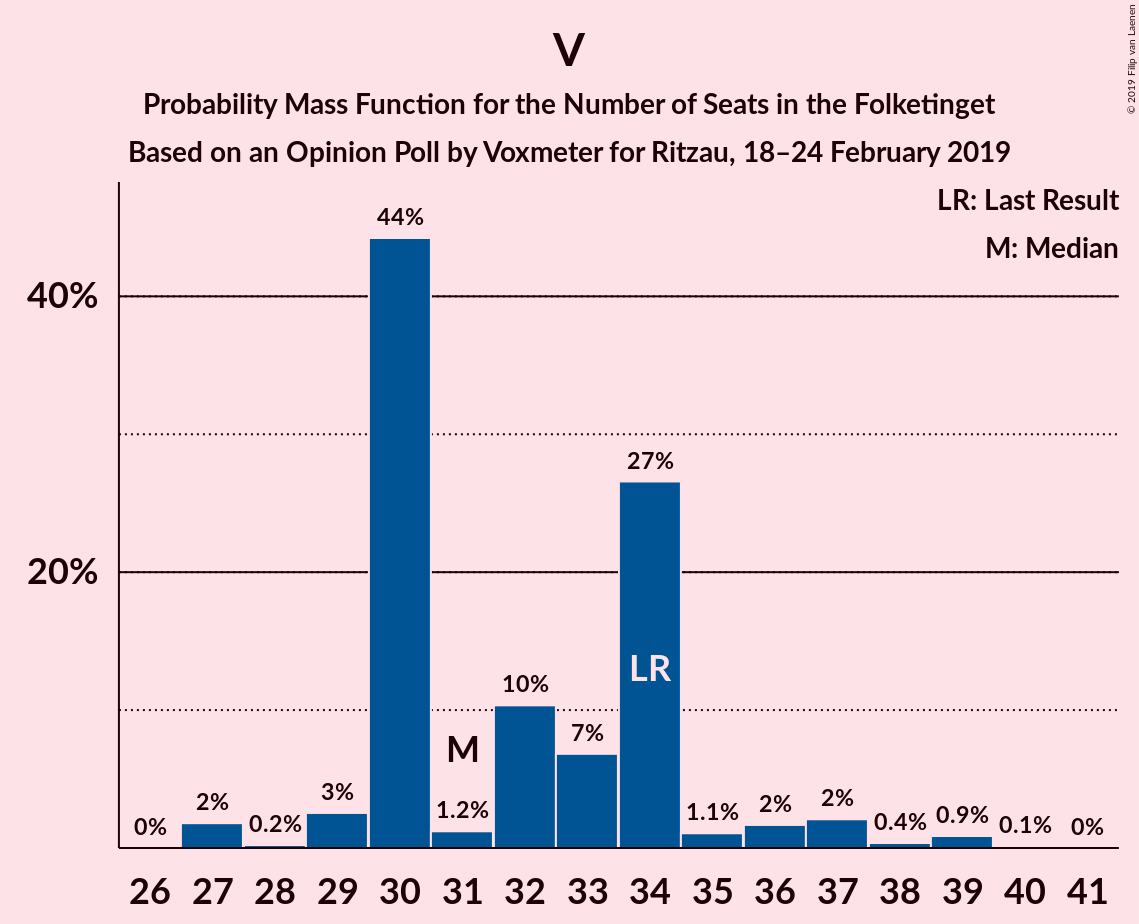 V
Probability Mass Function for the Number of Seats in the Folketinget
Based on an Opinion Poll by Voxmeter for Ritzau, 18–24 February 2019
© 2019 Filip van Laenen
LR: Last Result
M: Median
40%
20%
0%
2%
0.2%
3%
44%
1.2%
10%
7%
27%
1.1%
2%
2%
0.4%
0.9%
0.1%
0%
M
LR
26 27 28 29 30 31 32 33 34 35 36 37 38 39 40 41